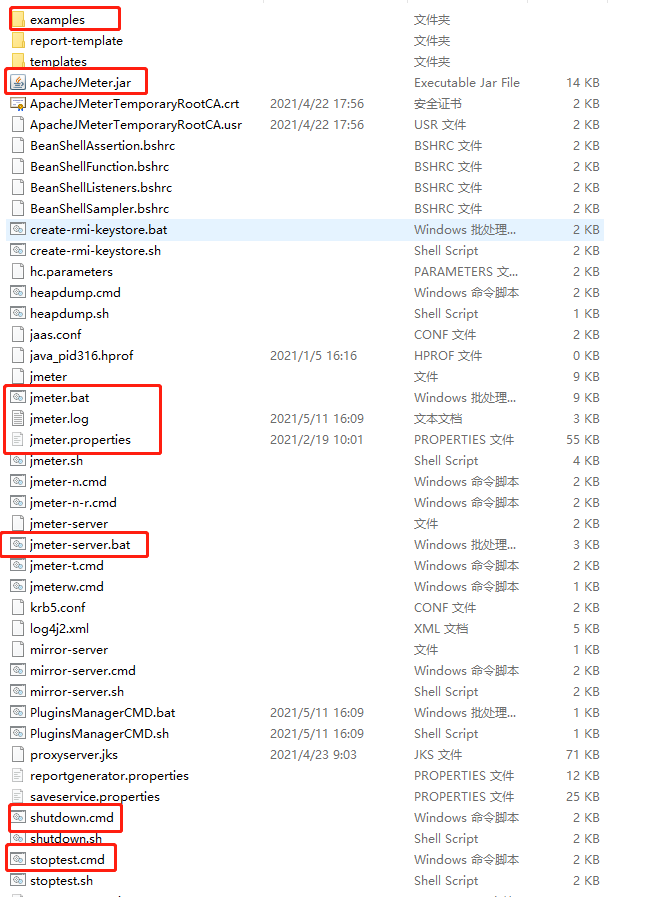 examples 文件夹
report-template 文件夹
templates 文件夹
ApacheJMeter.jar Executable Jar File 14 KB
ApacheJMeterTemporaryRootCA.crt 2021/4/22 17:56 安全证书 2 KB
ApacheJMeterTemporaryRootCA.usr 2021/4/22 17:56 USR 文件 2 KB
BeanShellAssertion.bshrc BSHRC 文件 2 KB
BeanShellFunction.bshrc BSHRC 文件 2 KB
BeanShellListeners.bshrc BSHRC 文件 2 KB
BeanShellSampler.bshrc BSHRC 文件 2 KB
create-rmi-keystore.bat Windows 批处理... 2 KB
create-rmi-keystore.sh Shell Script 2 KB
hc.parameters PARAMETERS 文... 2 KB
heapdump.cmd Windows 命令脚本 2 KB
heapdump.sh Shell Script 1 KB
jaas.conf CONF 文件 2 KB
java_pid316.hprof 2021/1/5 16:16 HPROF 文件 0 KB
jmeter 文件 9 KB
jmeter.bat Windows 批处理... 9 KB
jmeter.log 2021/5/11 16:09 文本文档 3 KB
jmeter.properties 2021/2/19 10:01 PROPERTIES 文件 55 KB
jmeter.sh Shell Script 4 KB
jmeter-n.cmd Windows 命令脚本 2 KB
jmeter-n-r.cmd Windows 命令脚本 2 KB
jmeter-server 文件 2 KB
jmeter-server.bat Windows 批处理... 3 KB
jmeter-t.cmd Windows 命令脚本 2 KB
jmeterw.cmd Windows 命令脚本 1 KB
krb5.conf CONF 文件 2 KB
log4j2.xml XML 文档 5 KB
mirror-server 文件 1 KB
mirror-server.cmd Windows 命令脚本 2 KB
mirror-server.sh Shell Script 2 KB
PluginsManagerCMD.bat 2021/5/11 16:09 Windows 批处理... 1 KB
PluginsManagerCMD.sh 2021/5/11 16:09 Shell Script 1 KB
proxyserver.jks 2021/4/23 9:03 JKS 文件 71 KB
reportgenerator.properties PROPERTIES 文件 12 KB
saveservice.properties PROPERTIES 文件 25 KB
shutdown.cmd Windows 命令脚本 2 KB
shutdown.sh Shell Script 2 KB
stoptest.cmd Windows 命令脚本 2 KB
stoptest.sh Shell Script 2 KB